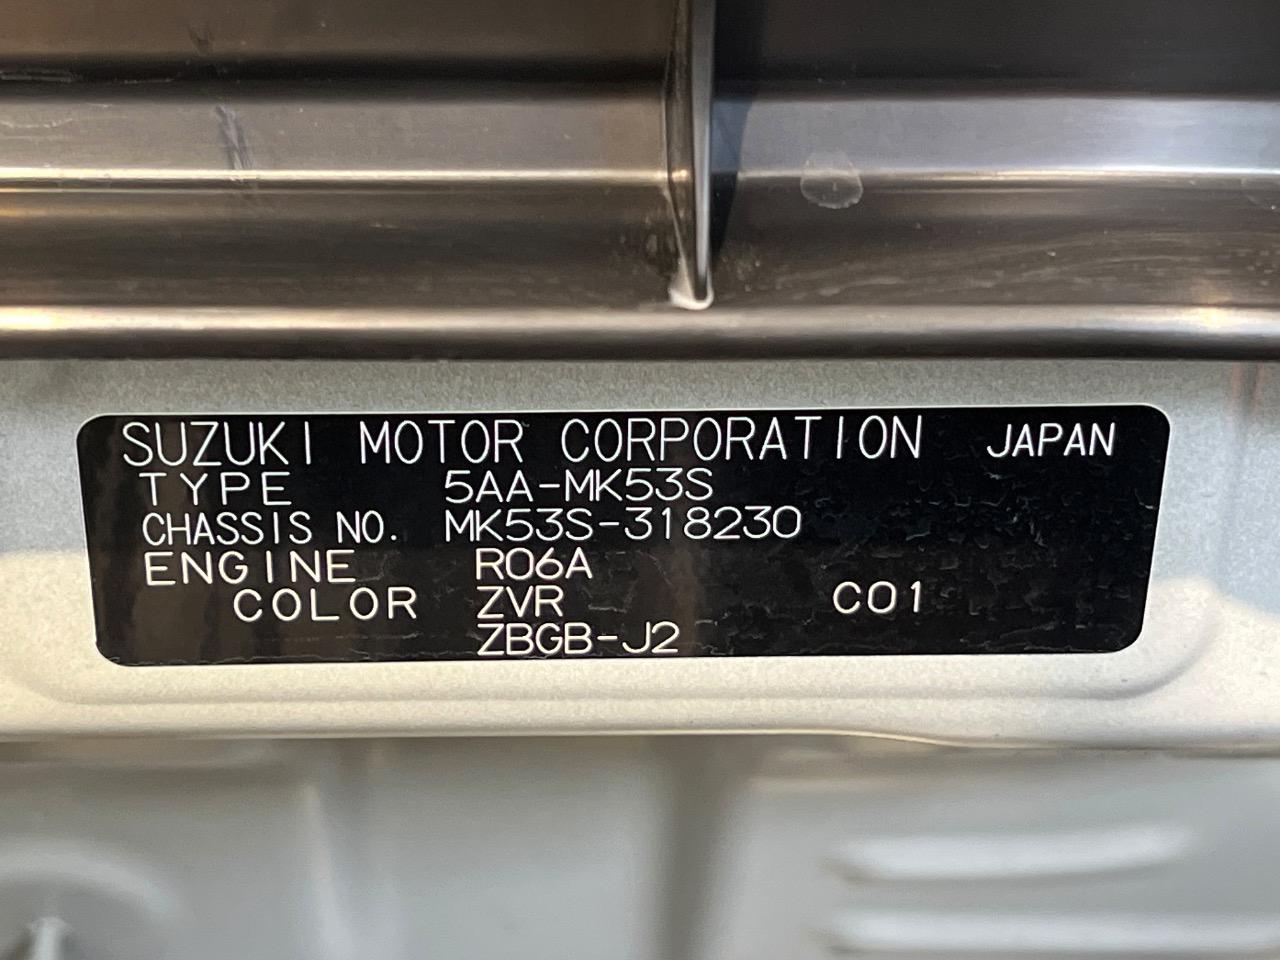 SUZUKI MOTOR CORPORATION JAPAN
TYPE 5AA-MK53S
CHASSIS NO. MK53S-318230
ENGINE R06A
COLOR ZVR C01
ZBGB-J2